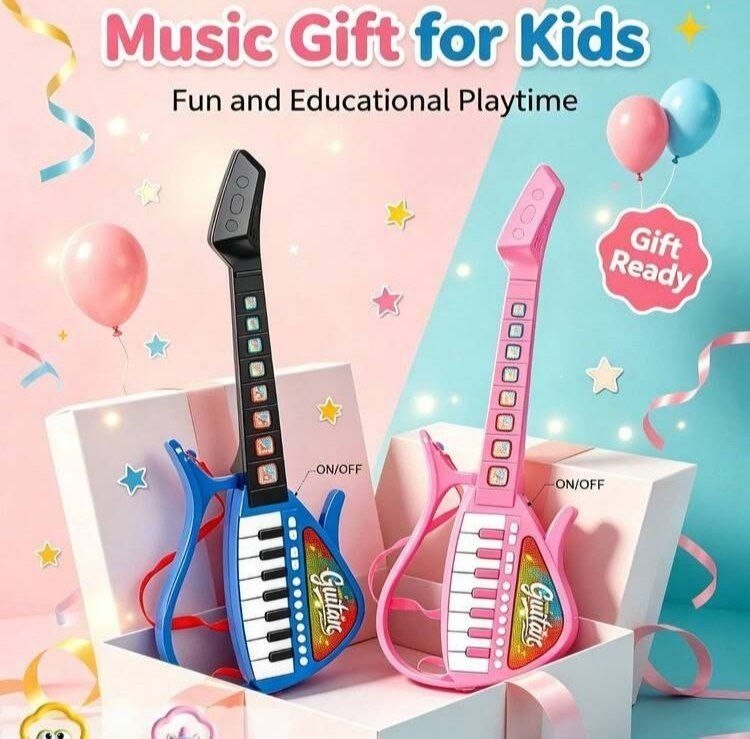 Music Gift for Kids
Fun and Educational Playtime
Gift
Ready
ON/OFF
ON/OFF
Guitar
Guitar